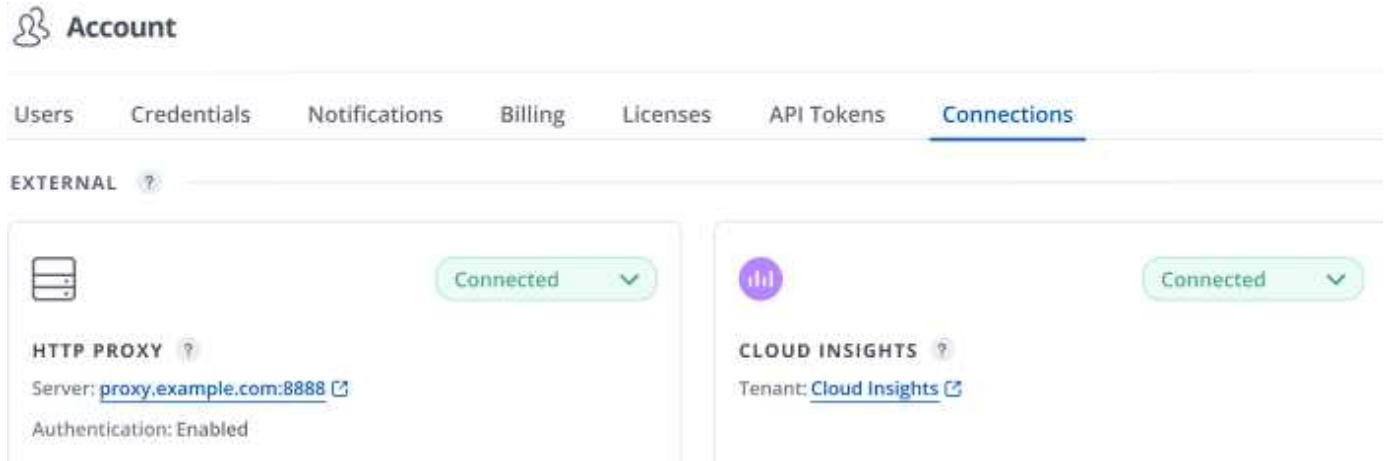 Account
Users Credentials Notifications Billing Licenses API Tokens Connections
EXTERNAL ?
Connected Connected
HTTP PROXY ? CLOUD INSIGHTS ?
Server: proxy.example.com:8888 Tenant: Cloud Insights
Authentication: Enabled